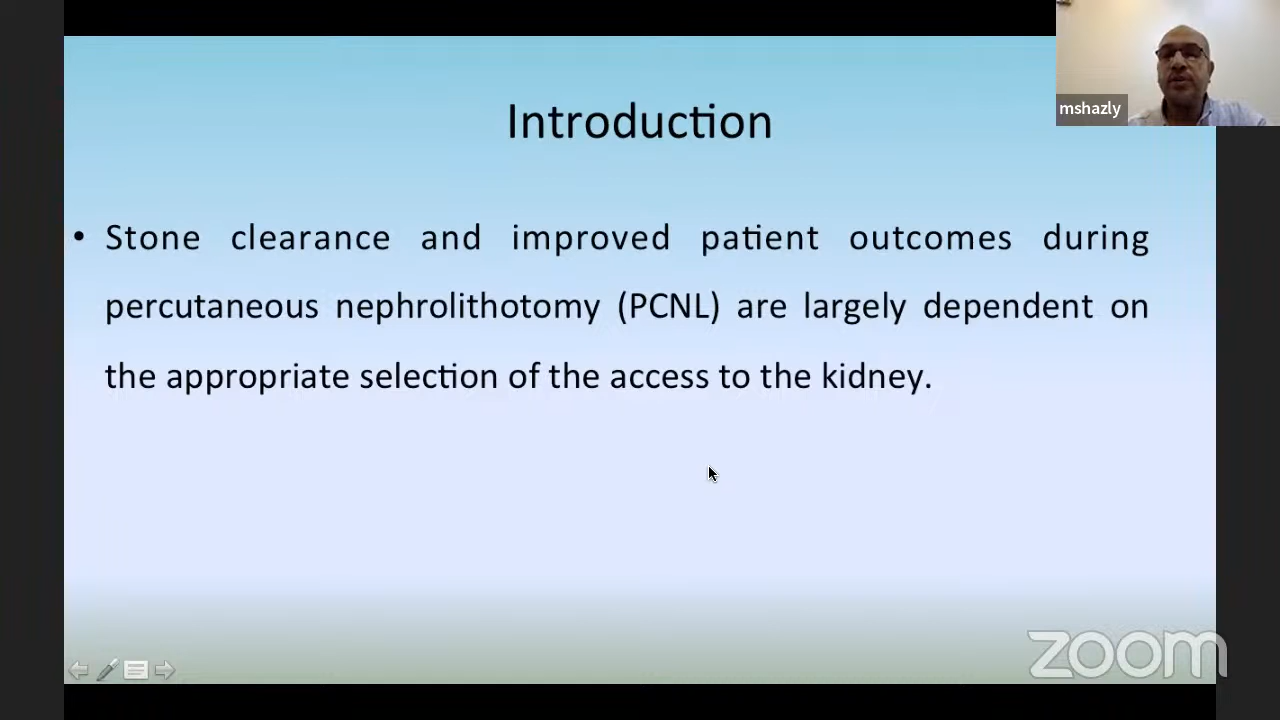 mshazly
Introduction
• Stone clearance and improved patient outcomes during
percutaneous nephrolithotomy (PCNL) are largely dependent on
the appropriate selection of the access to the kidney.
zoom